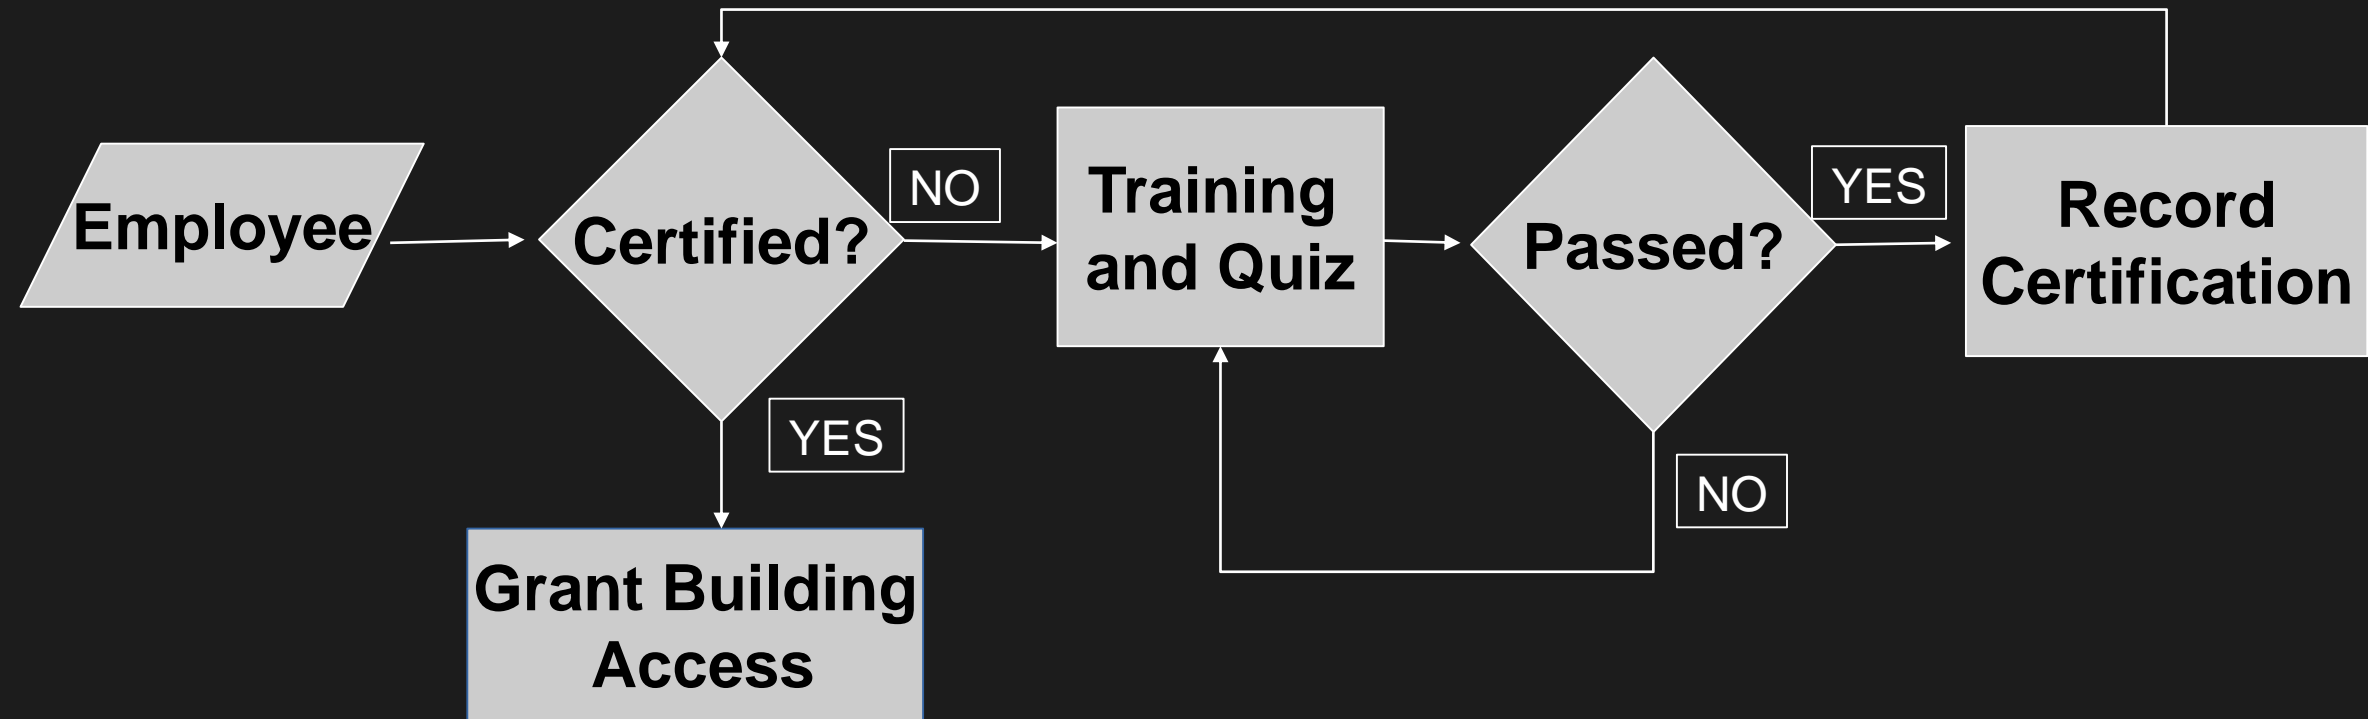 Employee
Certified?
NO
Training
and Quiz
Passed?
YES
Record
Certification
YES
NO
Grant Building
Access